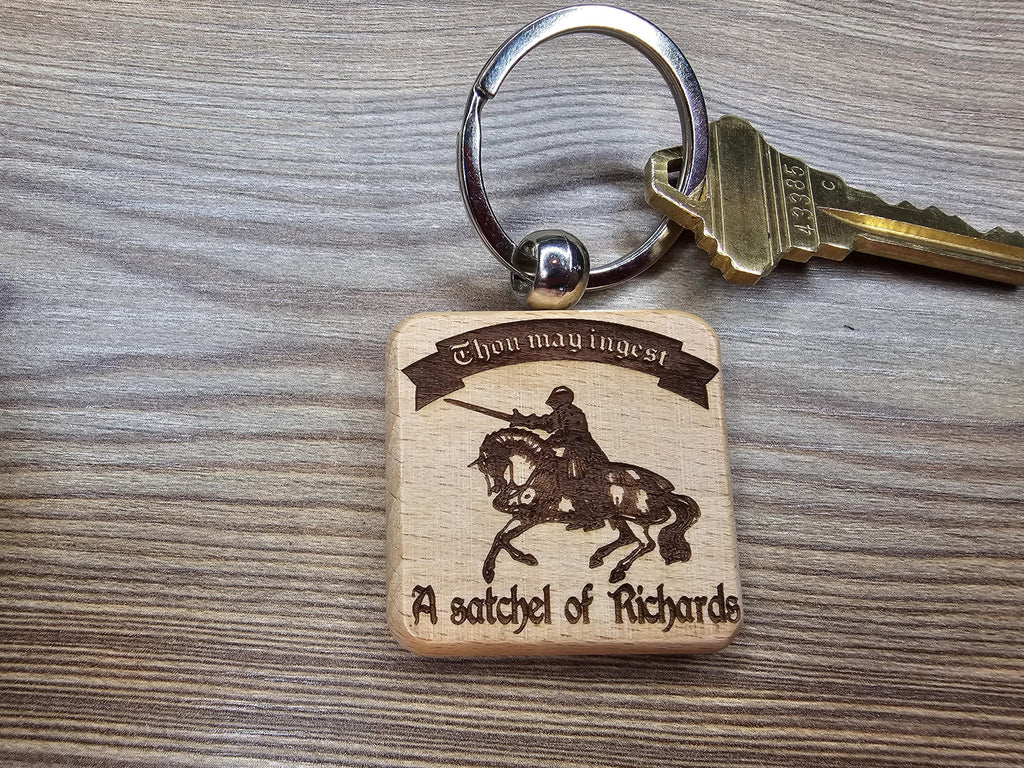 Thou may ingest
A satchel of Richards
43385
C